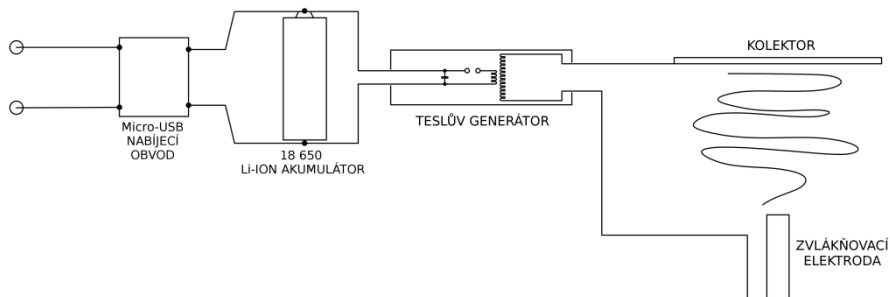 Micro-USB
NABÍJECÍ
OBVOD
18 650
Li-ION AKUMULÁTOR
TESLŮV GENERÁTOR
KOLEKTOR
ZVLÁKŇOVACÍ
ELEKTRODA